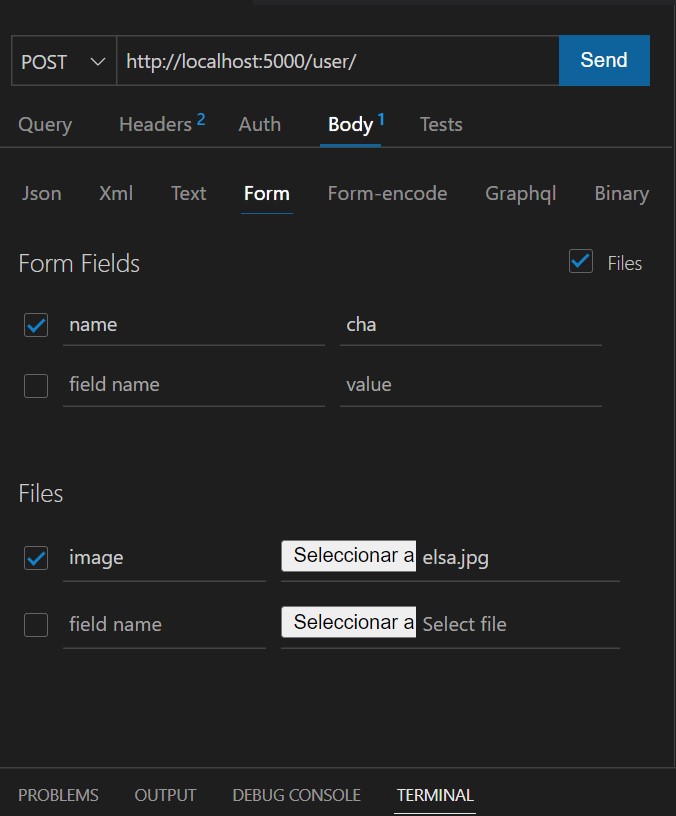 POST http://localhost:5000/user/ Send
Query Headers 2 Auth Body 1 Tests
Json Xml Text Form Form-encode Graphql Binary
Form Fields Files
name cha
field name value
Files
image Seleccionar a elsa.jpg
field name Seleccionar a Select file
PROBLEMS OUTPUT DEBUG CONSOLE TERMINAL